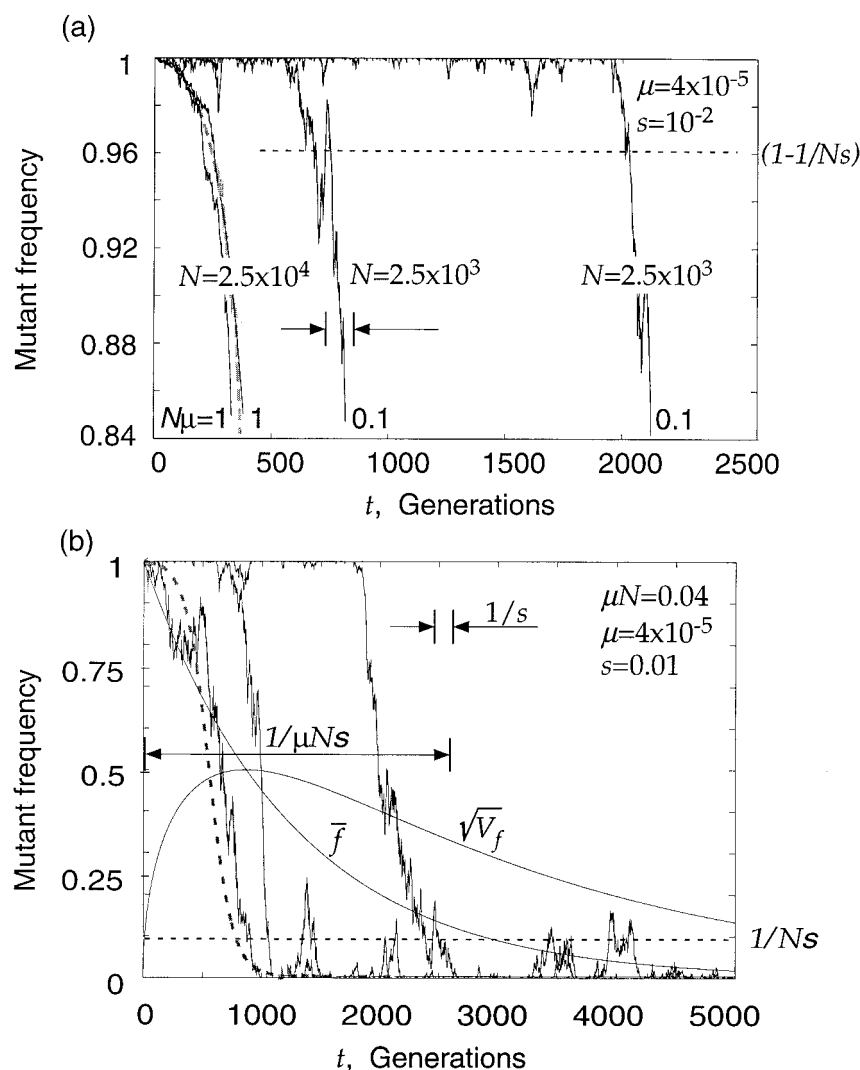 (a)
Mutant frequency
1
0.96
0.92
0.88
0.84
μ=4x10⁻⁵
s=10⁻²
(1-1/Ns)
N=2.5x10⁴
N=2.5x10³
N=2.5x10³
Nμ=1
1
0.1
0.1
0
500
1000
1500
2000
2500
t, Generations
(b)
Mutant frequency
1
0.75
0.5
0.25
0
μN=0.04
μ=4x10⁻⁵
s=0.01
1/s
1/μNs
f̅
√V̅f
1/Ns
0
1000
2000
3000
4000
5000
t, Generations